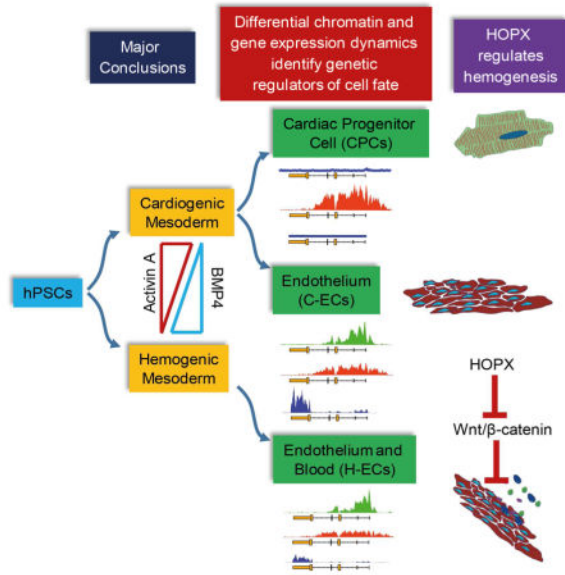 Major
Conclusions
Differential chromatin and
gene expression dynamics
identify genetic
regulators of cell fate
HOPX
regulates
hemogenesis
Cardiac Progenitor
Cell (CPCs)
Cardiogenic
Mesoderm
hPSCs
Activin A
BMP4
Endothelium
(C-ECs)
Hemogenic
Mesoderm
HOPX
Wnt/β-catenin
Endothelium and
Blood (H-ECs)